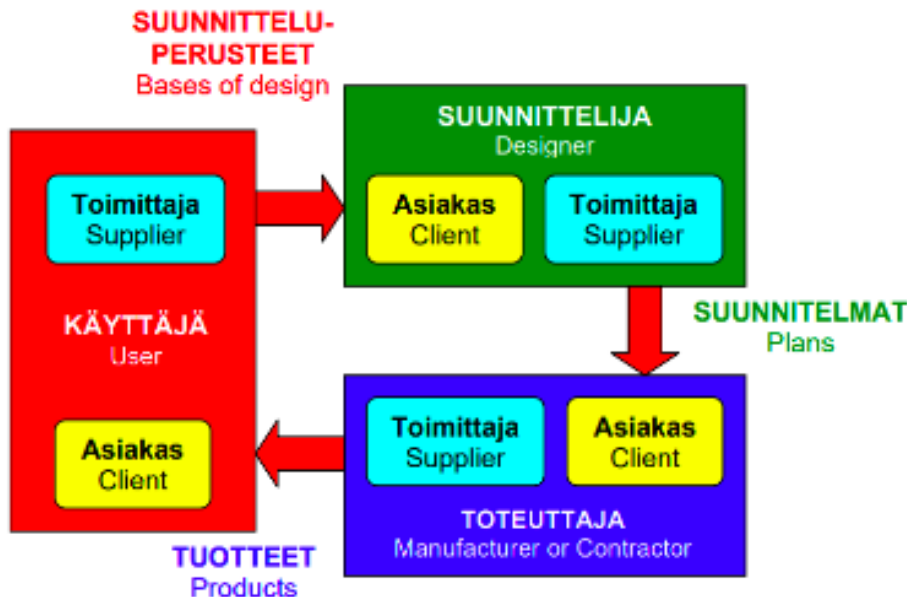 SUUNNITTELU-
PERUSTEET
Bases of design
SUUNNITTELIJA
Designer
Asiakas
Client
Toimittaja
Supplier
Toimittaja
Supplier
KÄYTTÄJÄ
User
Asiakas
Client
SUUNNITELMAT
Plans
Toimittaja
Supplier
Asiakas
Client
TOTEUTTAJA
Manufacturer or Contractor
TUOTTEET
Products